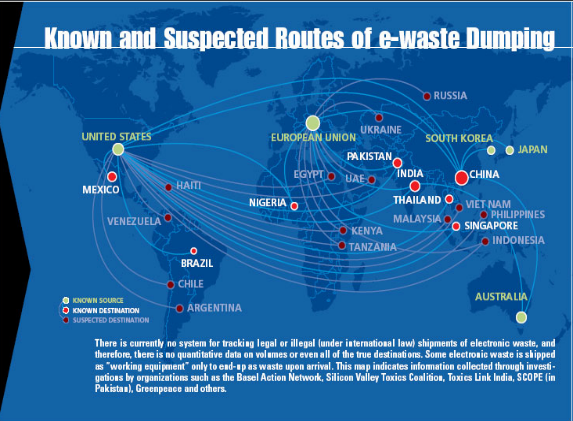 Known and Suspected Routes of e-waste Dumping
RUSSIA
UKRAINE
UNITED STATES
EUROPEAN UNION
SOUTH KOREA
JAPAN
PAKISTAN
EGYPT
UAE
INDIA
CHINA
MEXICO
HAITI
NIGERIA
THAILAND
VIET NAM
PHILIPPINES
VENEZUELA
MALAYSIA
SINGAPORE
KENYA
TANZANIA
INDONESIA
BRAZIL
CHILE
AUSTRALIA
ARGENTINA
KNOWN SOURCE
KNOWN DESTINATION
SUSPECTED DESTINATION
There is currently no system for tracking legal or illegal (under international law) shipments of electronic waste, and
therefore, there is no quantitative data on volumes or even all of the true destinations. Some electronic waste is shipped
as "working equipment" only to end-up as waste upon arrival. This map indicates information collected through investi-
gations by organizations such as the Basel Action Network, Silicon Valley Toxics Coalition, Toxics Link India, SCOPE (in
Pakistan), Greenpeace and others.